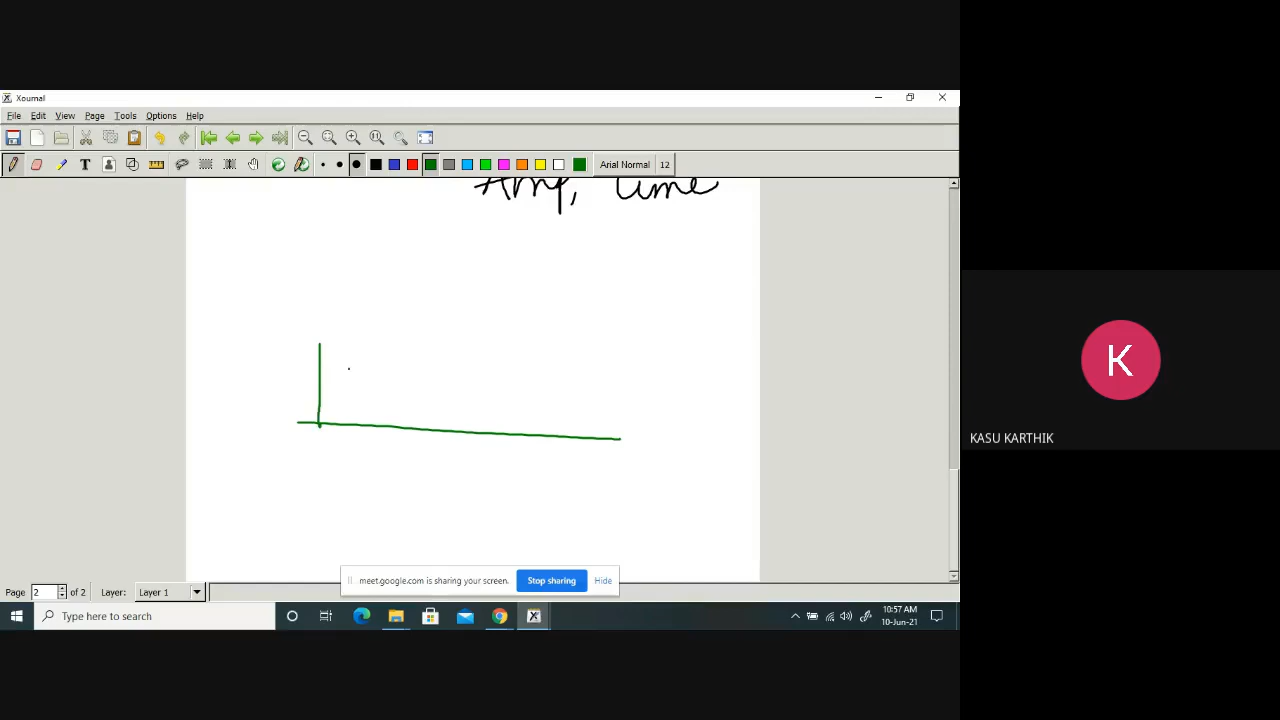 Xournal
File Edit View Page Tools Options Help
Arial Normal 12
Amp, time
K
KASU KARTHIK
meet.google.com is sharing your screen. Stop sharing Hide
Page 2 of 2 Layer: Layer 1
Type here to search
10:57 AM
10-Jun-21